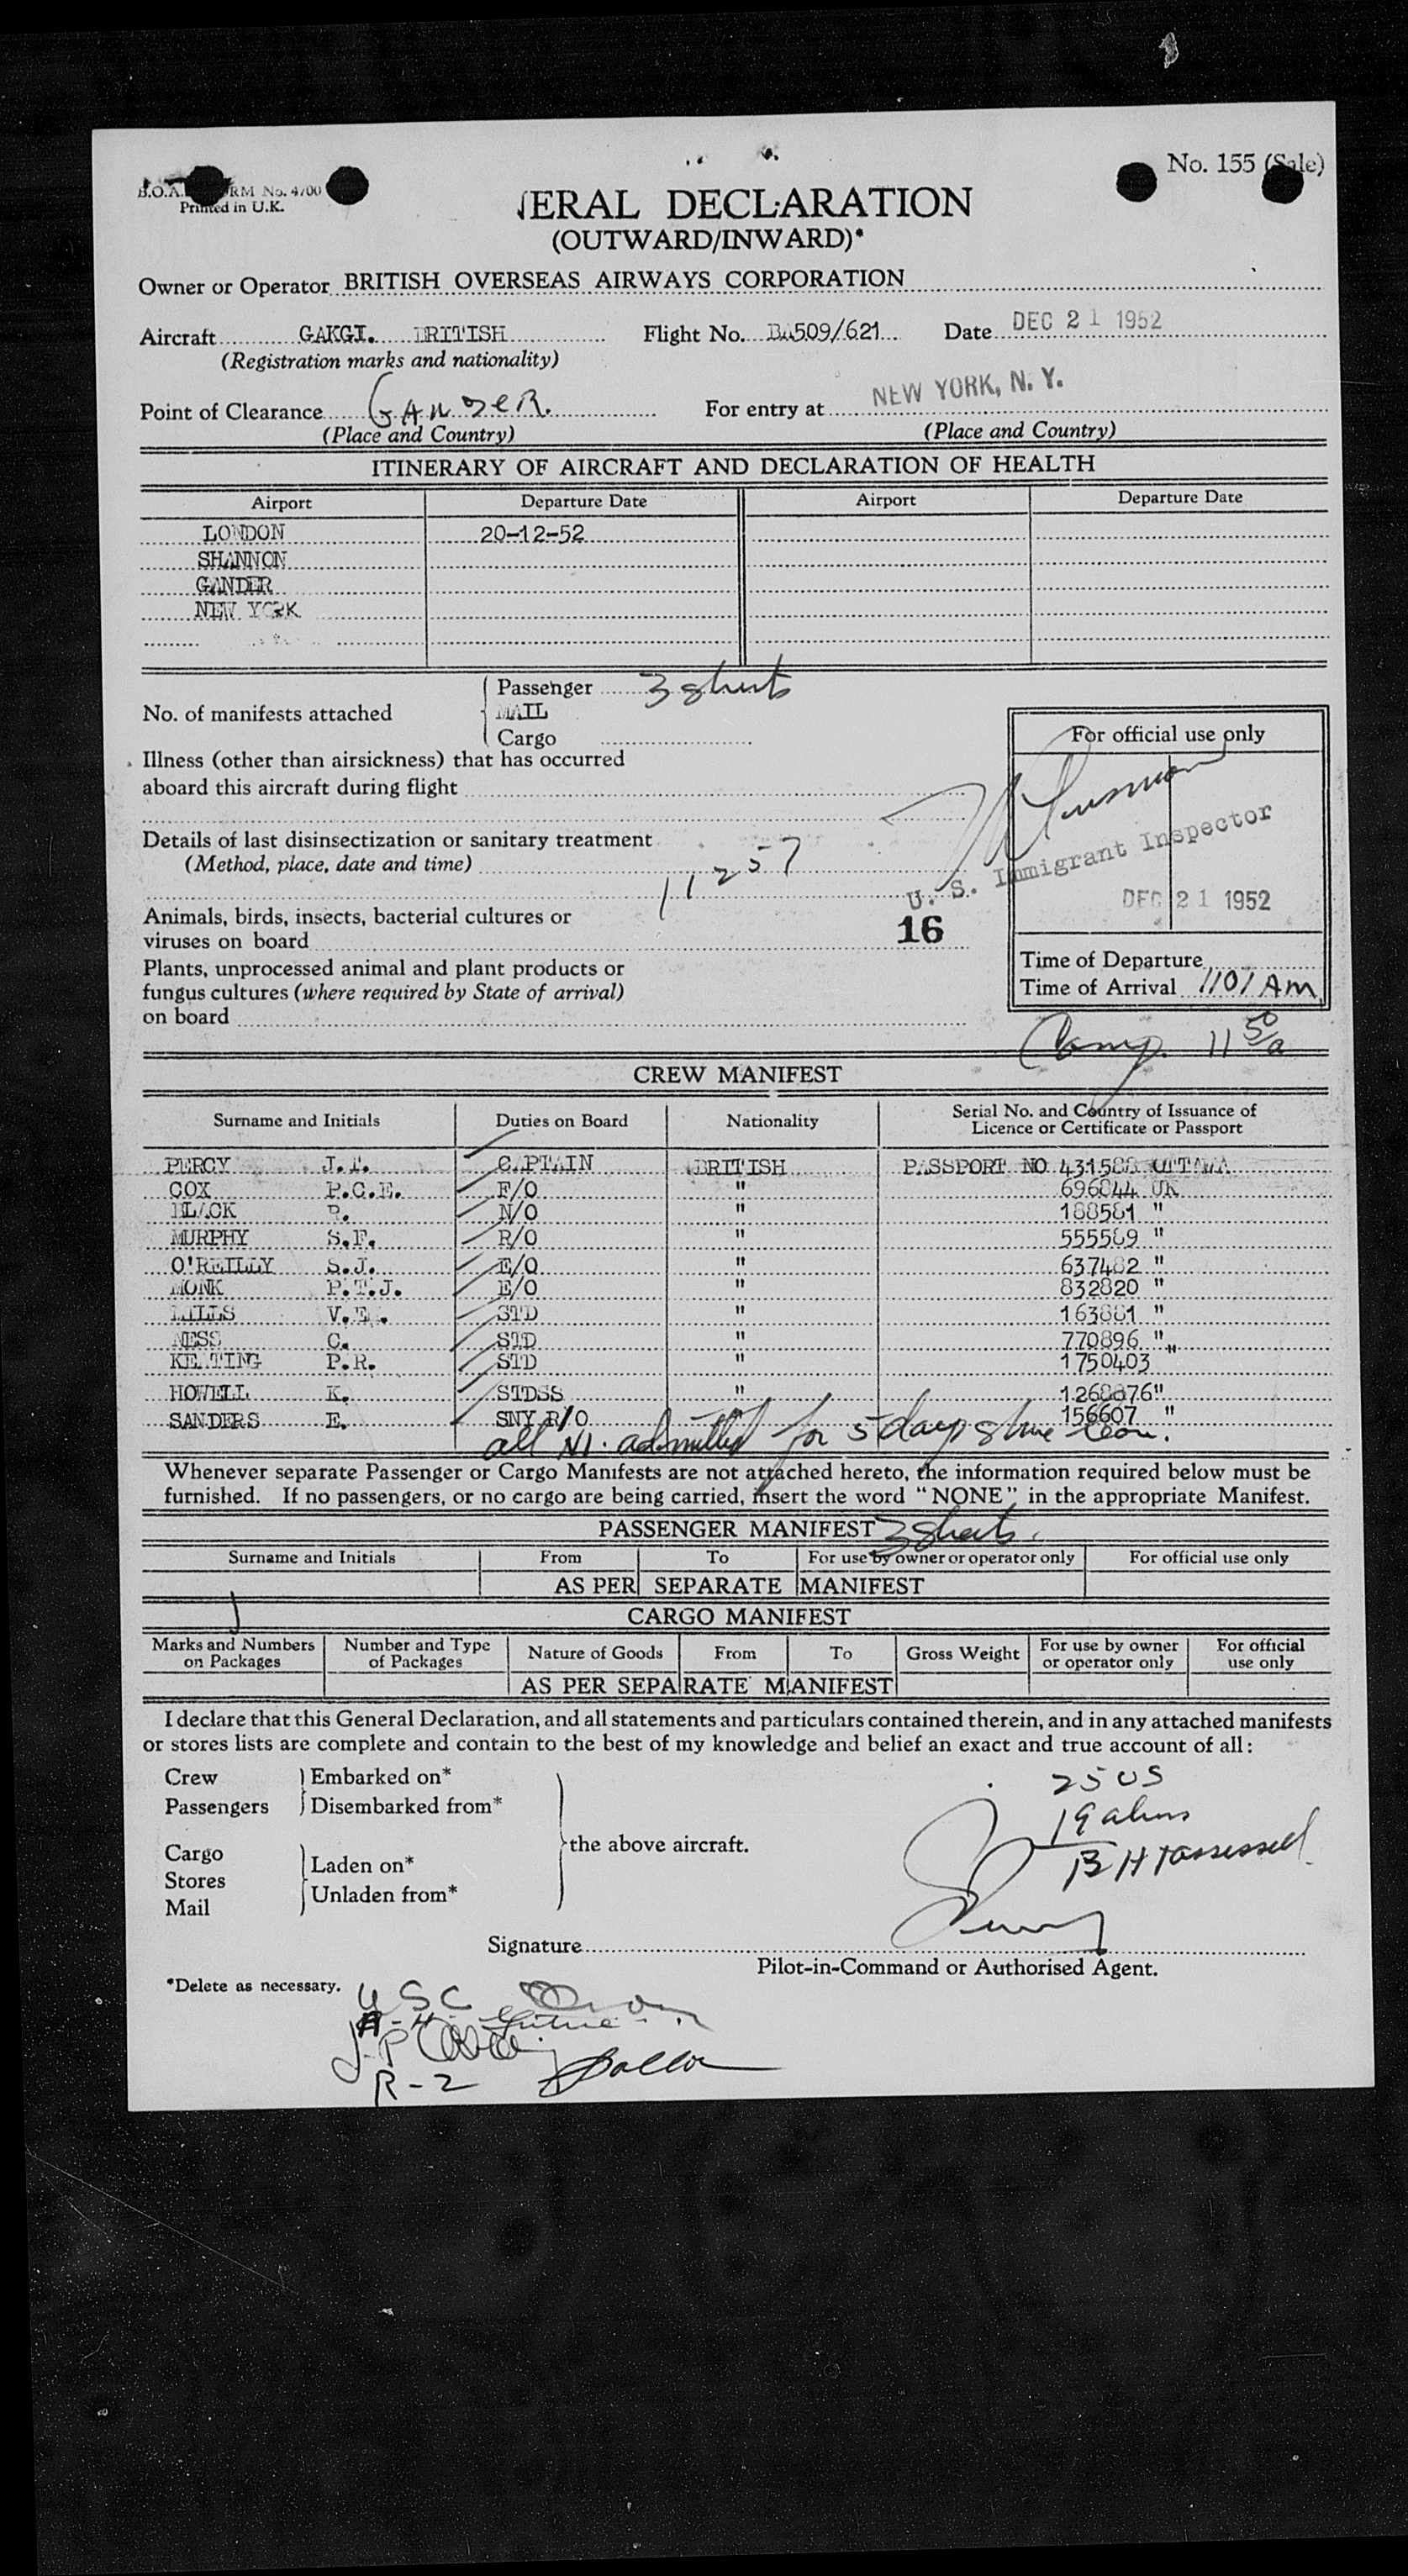 No. 155 (Sale)
B.O.A. RM No. 4700
Printed in U.K.
ERAL DECLARATION
(OUTWARD/INWARD)*
Owner or Operator BRITISH OVERSEAS AIRWAYS CORPORATION
Aircraft GAKGI. BRITISH Flight No. BA509/621 Date DEC 21 1952
(Registration marks and nationality)
Point of Clearance GANDER. For entry at NEW YORK, N. Y.
(Place and Country) (Place and Country)
ITINERARY OF AIRCRAFT AND DECLARATION OF HEALTH
Airport Departure Date Airport Departure Date
LONDON 20-12-52
SHANNON
GANDER
NEW YORK
Passenger 3 sheets
No. of manifests attached MAIL
Cargo
For official use only
Illness (other than airsickness) that has occurred
aboard this aircraft during flight
Details of last disinsectization or sanitary treatment
(Method, place, date and time) 11257
U. S. Immigrant Inspector
DEC 21 1952
Animals, birds, insects, bacterial cultures or
viruses on board 16
Plants, unprocessed animal and plant products or
fungus cultures (where required by State of arrival)
on board
Time of Departure
Time of Arrival 1101 AM
Comp. 11 50/a
CREW MANIFEST
Surname and Initials Duties on Board Nationality Serial No. and Country of Issuance of
Licence or Certificate or Passport
PERCY J.T. CAPTAIN BRITISH PASSPORT NO 431588 OTTAWA
COX P.C.E. F/O " 696044 UK
BLACK R. N/O " 188581 "
MURPHY S.F. R/O " 555589 "
O'REILLY S.J. E/O " 637482 "
MONK P.T.J. E/O " 832820 "
MILLS V.E. STD " 163881 "
NESS C. STD " 770896 "
KEATING P.R. STD " 1750403 "
HOWELL K. STDSS " 1268876 "
SANDERS E. SNY R/O 156607 "
all N1. admitted for 5 days shore leave.
Whenever separate Passenger or Cargo Manifests are not attached hereto, the information required below must be
furnished. If no passengers, or no cargo are being carried, insert the word "NONE" in the appropriate Manifest.
PASSENGER MANIFEST 3 sheets.
Surname and Initials From To For use by owner or operator only For official use only
AS PER SEPARATE MANIFEST
CARGO MANIFEST
Marks and Numbers on Packages Number and Type of Packages Nature of Goods From To Gross Weight For use by owner or operator only For official use only
AS PER SEPARATE MANIFEST
I declare that this General Declaration, and all statements and particulars contained therein, and in any attached manifests
or stores lists are complete and contain to the best of my knowledge and belief an exact and true account of all:
Crew Embarked on*
Passengers Disembarked from*
the above aircraft.
Cargo
Laden on*
Stores
Unladen from*
Mail
25 US
19 aliens
B H T assessed
Signature
Pilot-in-Command or Authorised Agent.
*Delete as necessary.
USC
R-2